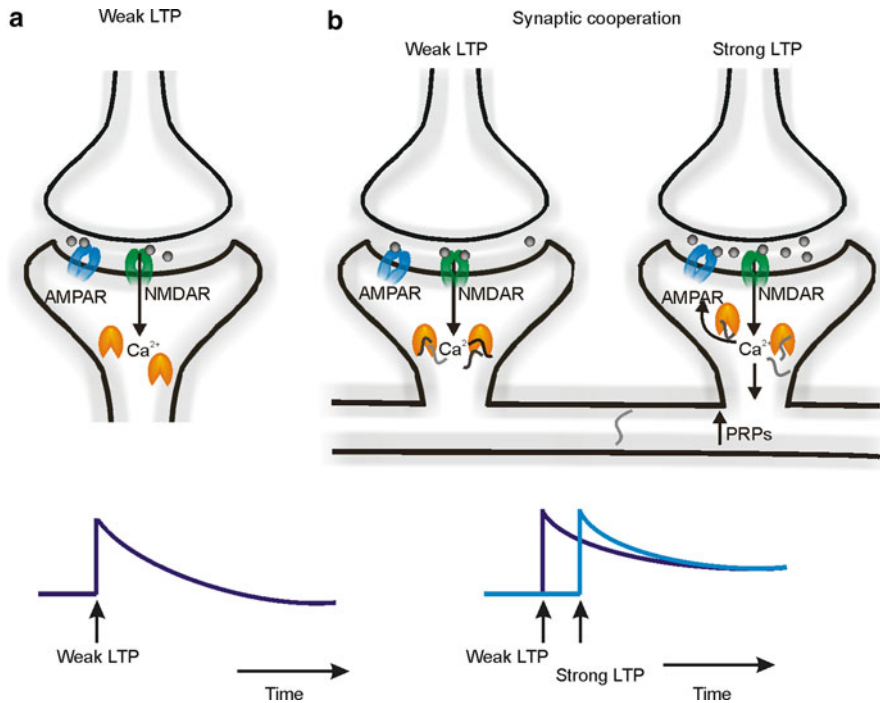 a
Weak LTP
AMPAR
NMDAR
Ca2+
Weak LTP
Time
b
Synaptic cooperation
Weak LTP
Strong LTP
AMPAR
NMDAR
Ca2
AMPAR
NMDAR
Ca2+
PRPs
Weak LTP
Strong LTP
Time